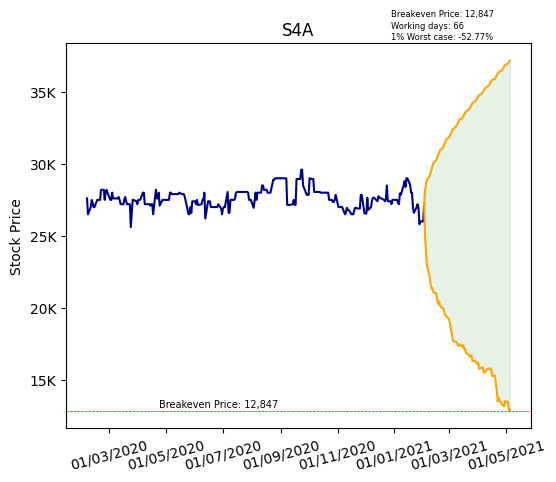 Breakeven Price: 12,847
Working days: 66
1% Worst case: -52.77%
S4A
Stock Price
35K
30K
25K
20K
15K
Breakeven Price: 12,847
01/03/2020
01/05/2020
01/07/2020
01/09/2020
01/11/2020
01/01/2021
01/03/2021
01/05/2021